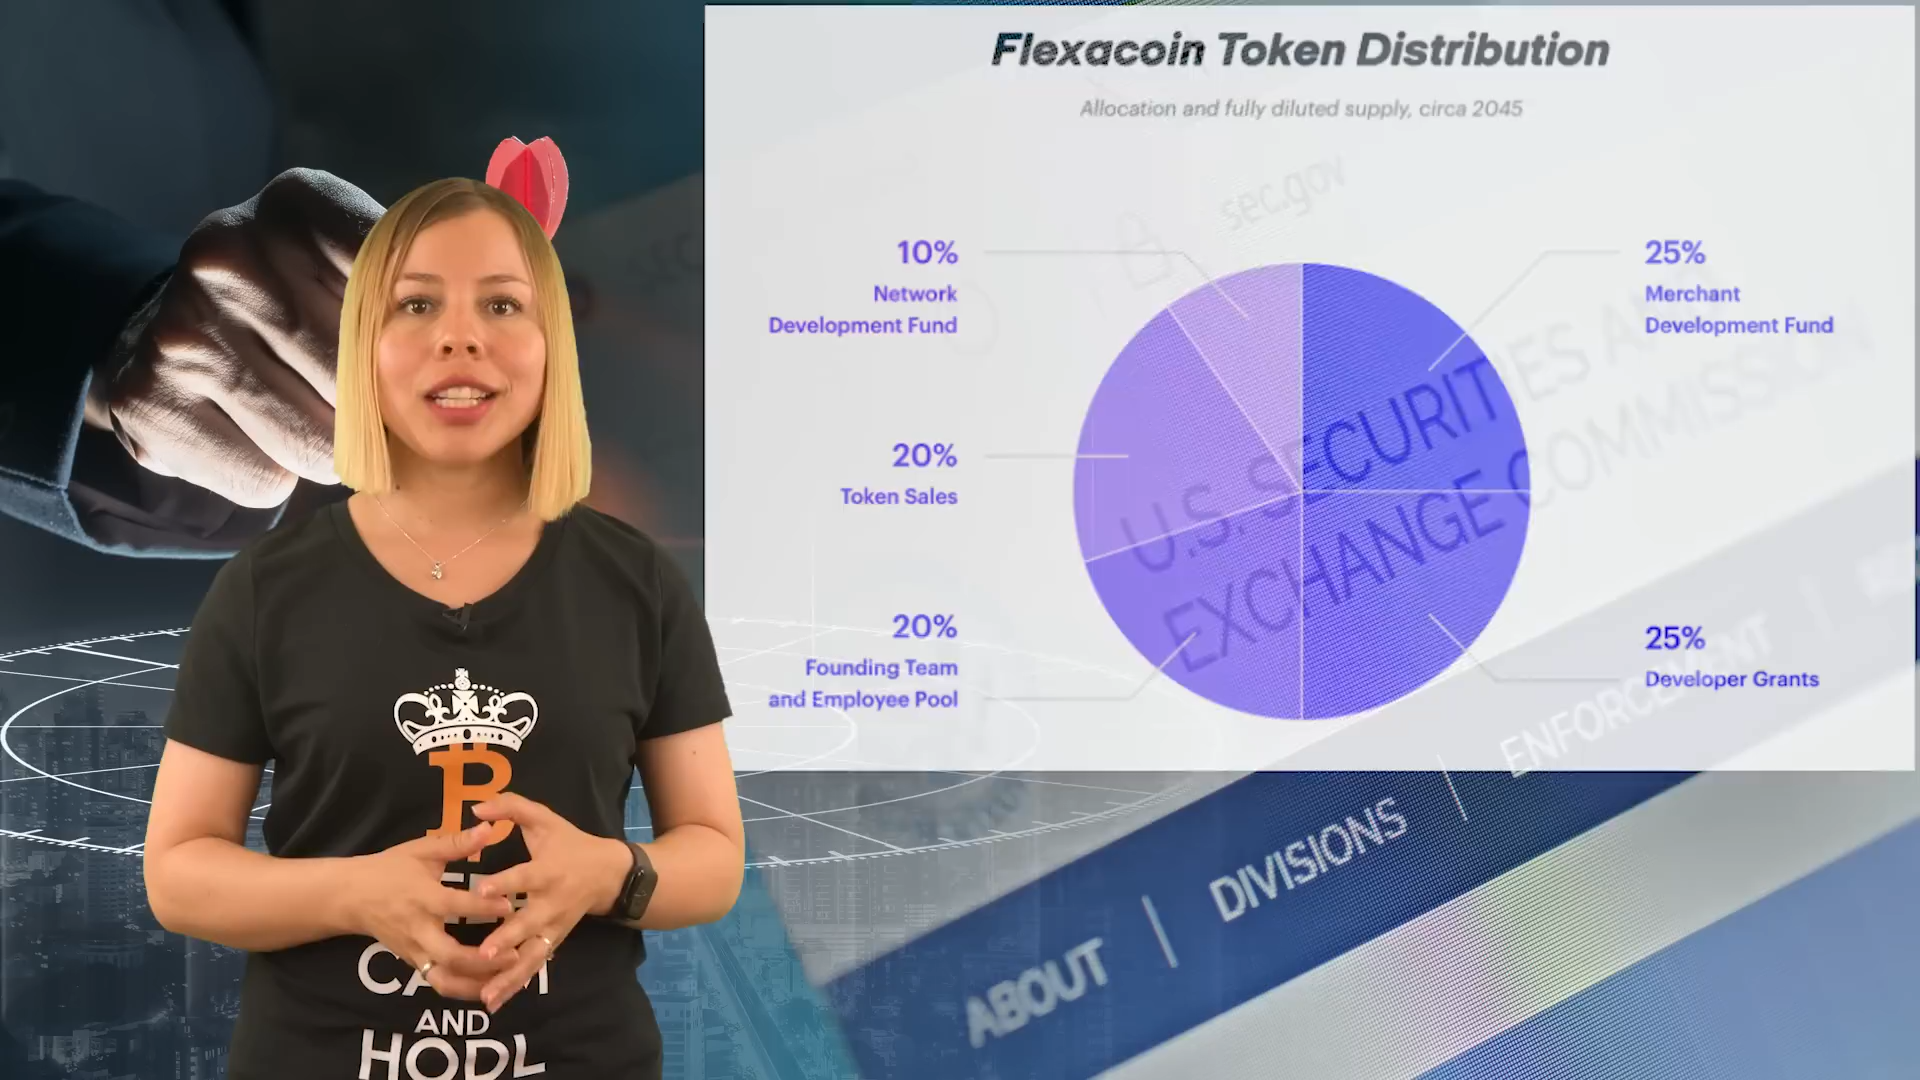 Flexacoin Token Distribution
Allocation and fully diluted supply, circa 2045
sec.gov
10%
Network
Development Fund
25%
Merchant
Development Fund
20%
Token Sales
U.S. SECURITIES AND
EXCHANGE COMMISSION
20%
Founding Team
and Employee Pool
25%
Developer Grants
ABOUT | DIVISIONS | ENFORCEMENT |
B
CALM
AND
HODL